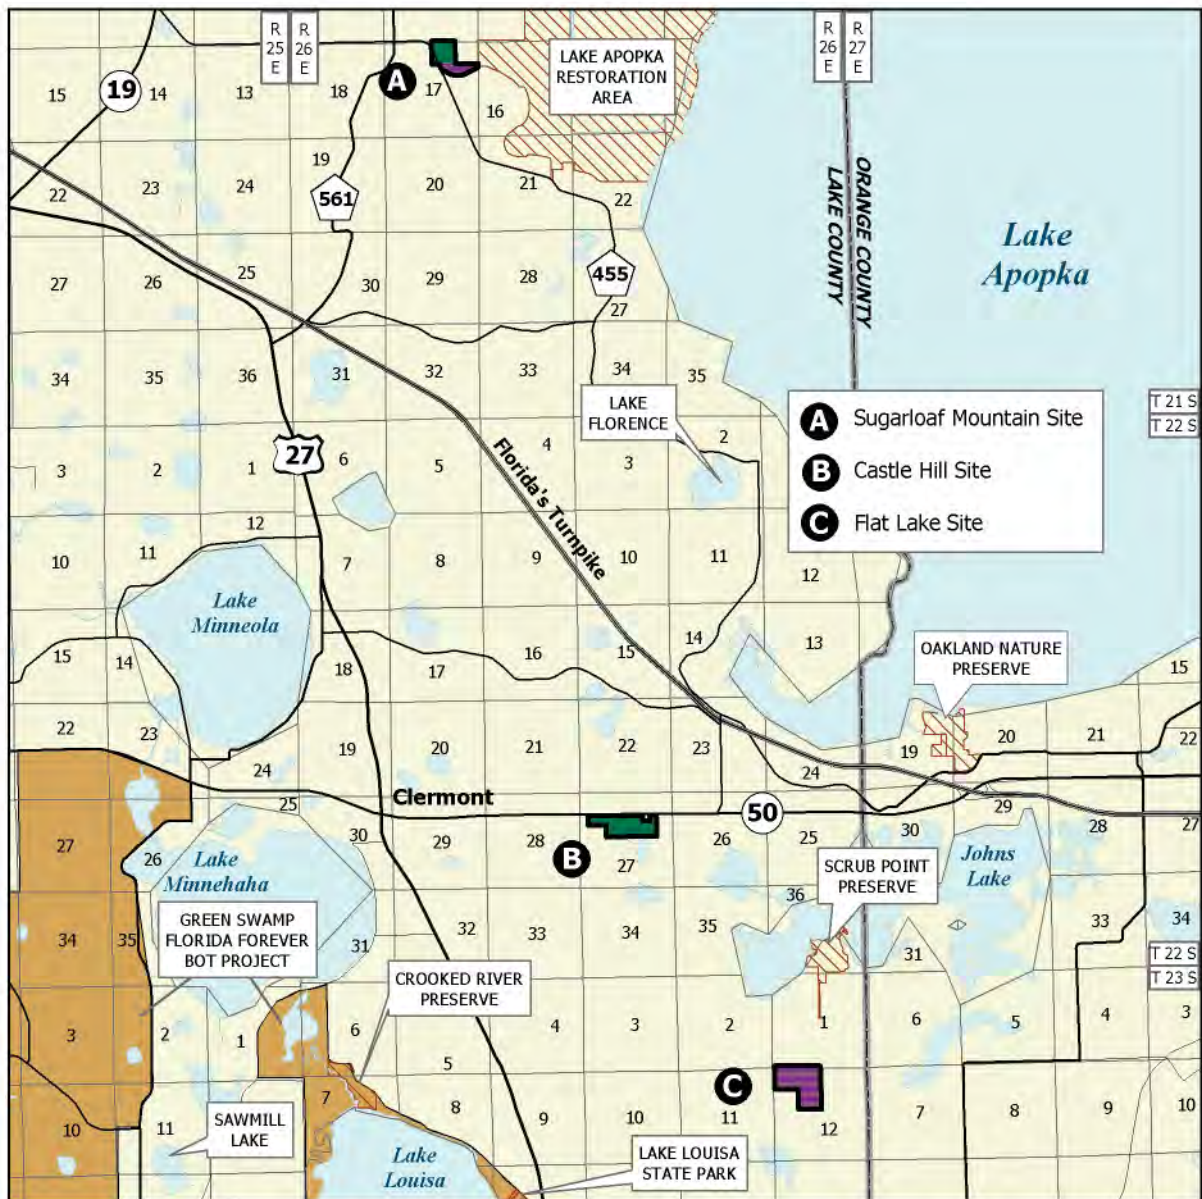 R
25
E
R
26
E
R
26
E
R
27
E
LAKE APOPKA
RESTORATION
AREA
19
A
15
14
13
18
17
16
22
23
24
19
20
21
22
561
455
LAKE COUNTY
ORANGE COUNTY
Lake
Apopka
27
26
25
30
29
28
27
34
35
36
31
32
33
34
35
LAKE
FLORENCE
A Sugarloaf Mountain Site
B Castle Hill Site
C Flat Lake Site
T 21 S
T 22 S
27
Florida's Turnpike
3
2
1
6
5
4
3
2
12
10
11
7
8
9
10
11
12
Lake
Minneola
15
14
18
17
16
15
14
13
OAKLAND NATURE
PRESERVE
15
22
23
24
19
20
21
22
23
24
19
20
21
22
Clermont
50
25
30
29
28
27
26
25
30
29
28
27
B
27
26
Lake
Minnehaha
SCRUB POINT
PRESERVE
Johns
Lake
GREEN SWAMP
FLORIDA FOREVER
BOT PROJECT
34
35
31
32
33
34
35
36
31
33
34
T 22 S
T 23 S
CROOKED RIVER
PRESERVE
3
2
1
6
5
4
3
2
1
6
5
4
3
C
SAWMILL
LAKE
10
11
7
8
9
10
11
12
7
8
9
10
Lake
Louisa
LAKE LOUISA
STATE PARK